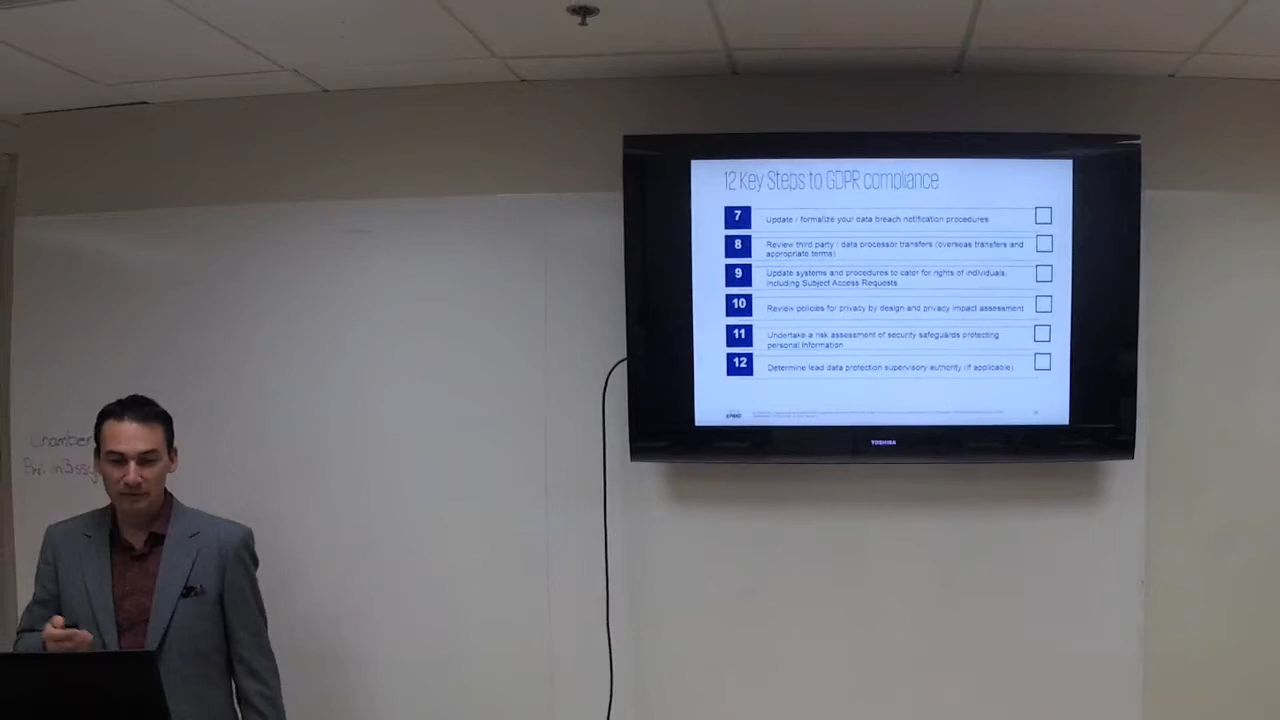 12 Key Steps to GDPR compliance
7 Update / formalize your data breach notification procedures
8 Review third party / data processor transfers (overseas transfers and
appropriate terms)
9 Update systems and procedures to cater for rights of individuals,
including Subject Access Requests
10 Review policies for privacy by design and privacy impact assessment
11 Undertake a risk assessment of security safeguards protecting
personal information
12 Determine lead data protection supervisory authority (if applicable)
KPMG
TOSHIBA
Chamber